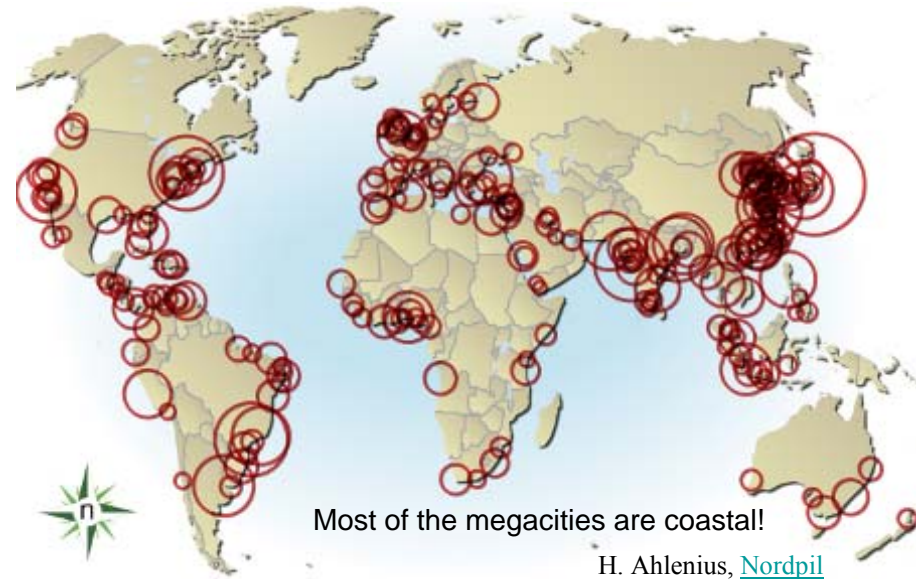 n
Most of the megacities are coastal!
H. Ahlenius, Nordpil